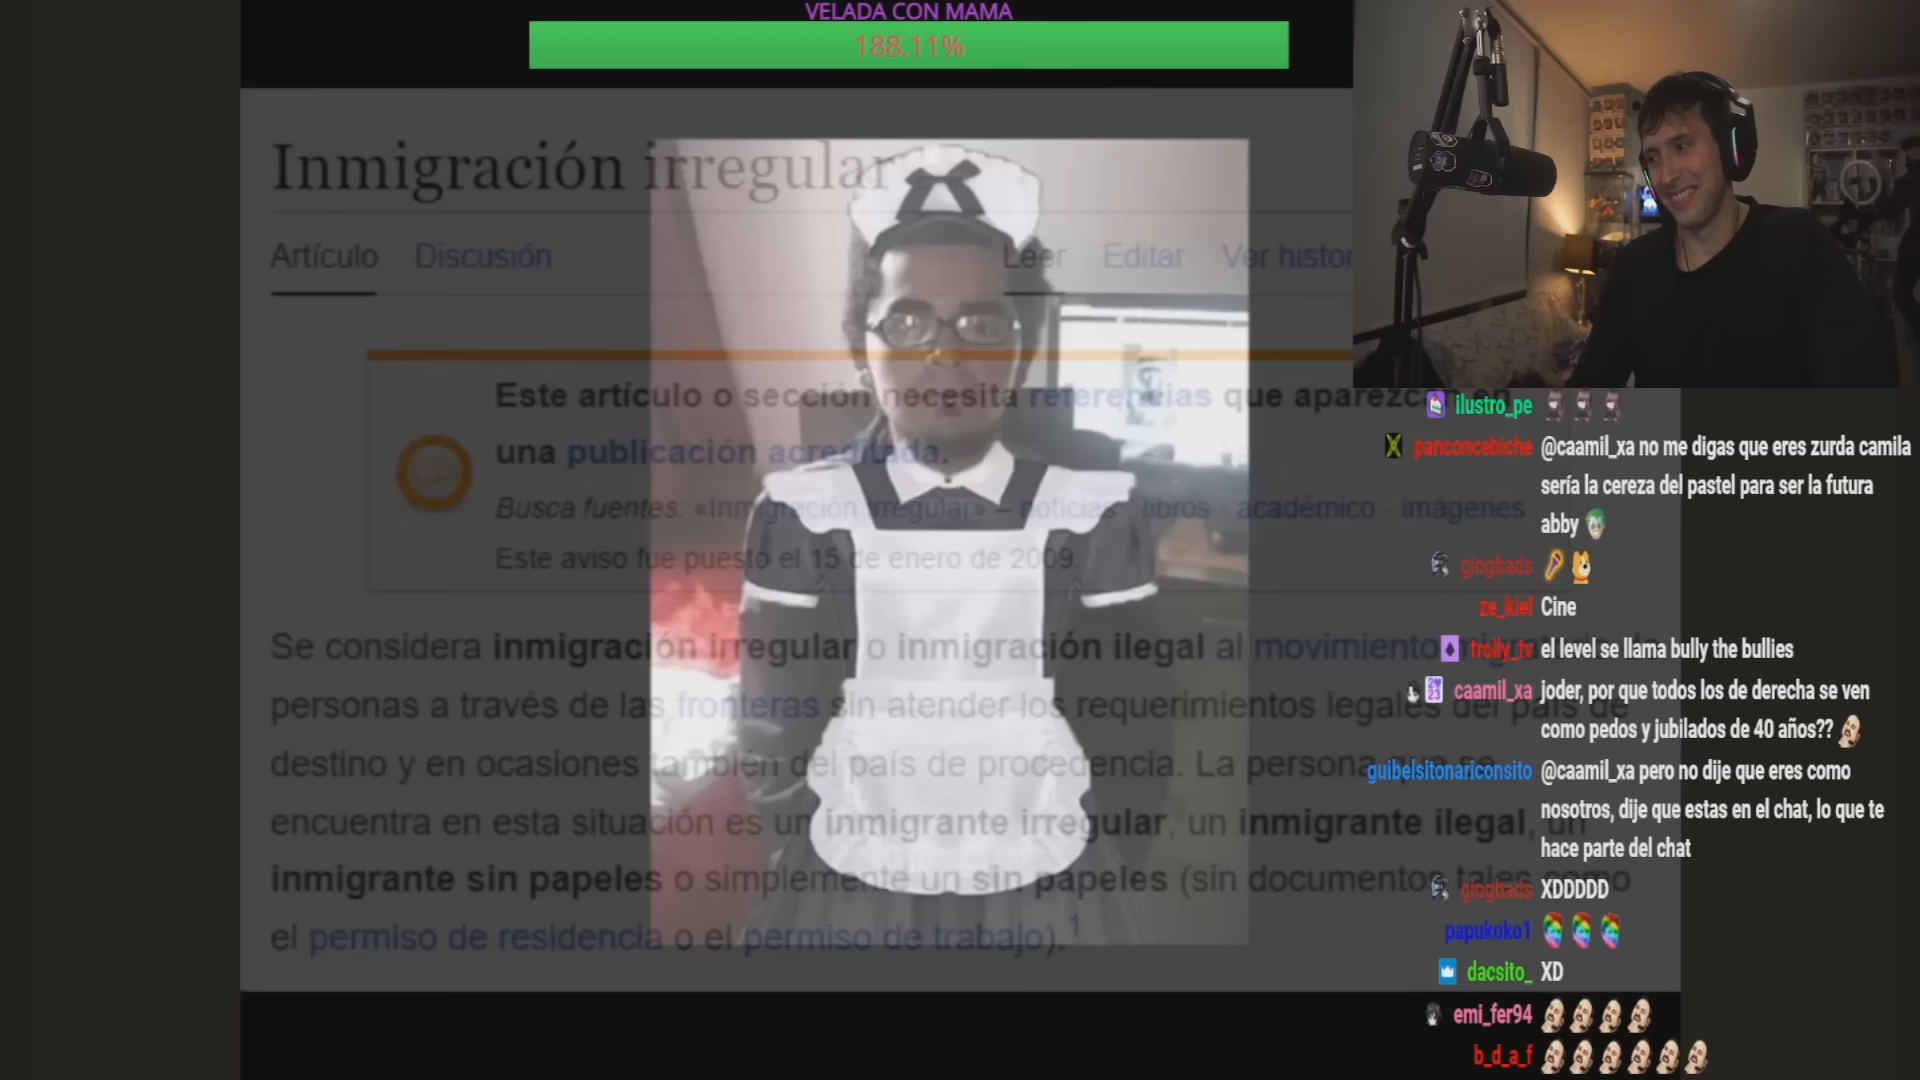 VELADA CON MAMA
188.11%
Inmigración irregular
Artículo Discusión Leer Editar Ver histor
Este artículo o sección necesita referencias que aparezcan en
una publicación acreditada.
Busca fuentes: «Inmigración irregular» – noticias · libros · académico · imágenes
Este aviso fue puesto el 15 de enero de 2009.
Se considera inmigración irregular o inmigración ilegal al movimiento migratorio de
personas a través de las fronteras sin atender los requerimientos legales del país de
destino y en ocasiones también del país de procedencia. La persona que se
encuentra en esta situación es un inmigrante irregular, un inmigrante ilegal, un
inmigrante sin papeles o simplemente un sin papeles (sin documentos tales como
el permiso de residencia o el permiso de trabajo).1
ilustro_pe
panconcebiche @caamil_xa no me digas que eres zurda camila
sería la cereza del pastel para ser la futura
abby
giogbads
ze_kiel Cine
trolly_tv el level se llama bully the bullies
caamil_xa joder, por que todos los de derecha se ven
como pedos y jubilados de 40 años??
guibelsitonariconsito @caamil_xa pero no dije que eres como
nosotros, dije que estas en el chat, lo que te
hace parte del chat
giogbads XDDDDD
papukoko1
dacsito_ XD
emi_fer94
b_d_a_f